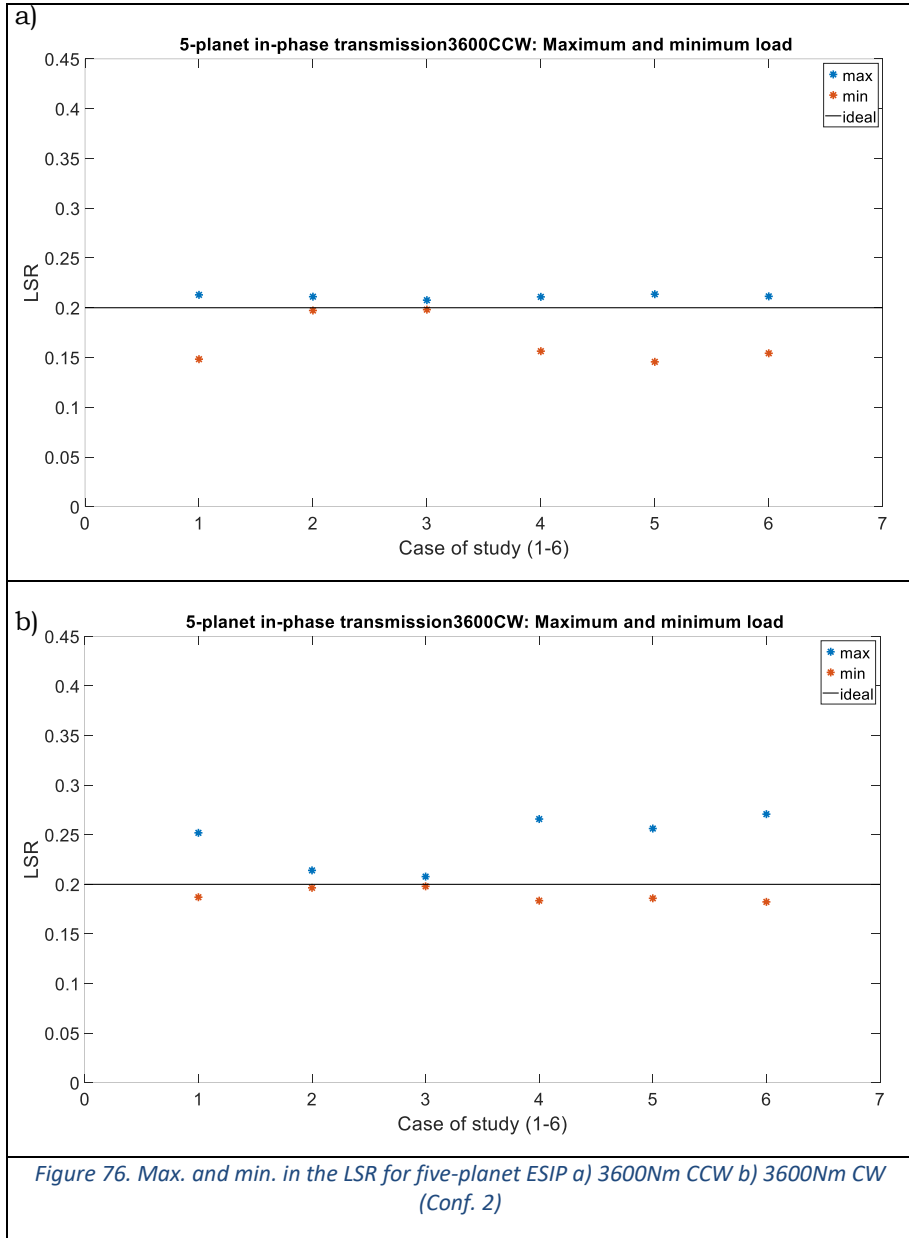 a)
5-planet in-phase transmission3600CCW: Maximum and minimum load
0.45
max
min
ideal
0.4
0.35
0.3
0.25
0.2
0.15
0.1
0.05
0
LSR
0 1 2 3 4 5 6 7
Case of study (1-6)
b)
5-planet in-phase transmission3600CW: Maximum and minimum load
0.45
max
min
ideal
0.4
0.35
0.3
0.25
0.2
0.15
0.1
0.05
0
LSR
0 1 2 3 4 5 6 7
Case of study (1-6)
Figure 76. Max. and min. in the LSR for five-planet ESIP a) 3600Nm CCW b) 3600Nm CW
(Conf. 2)